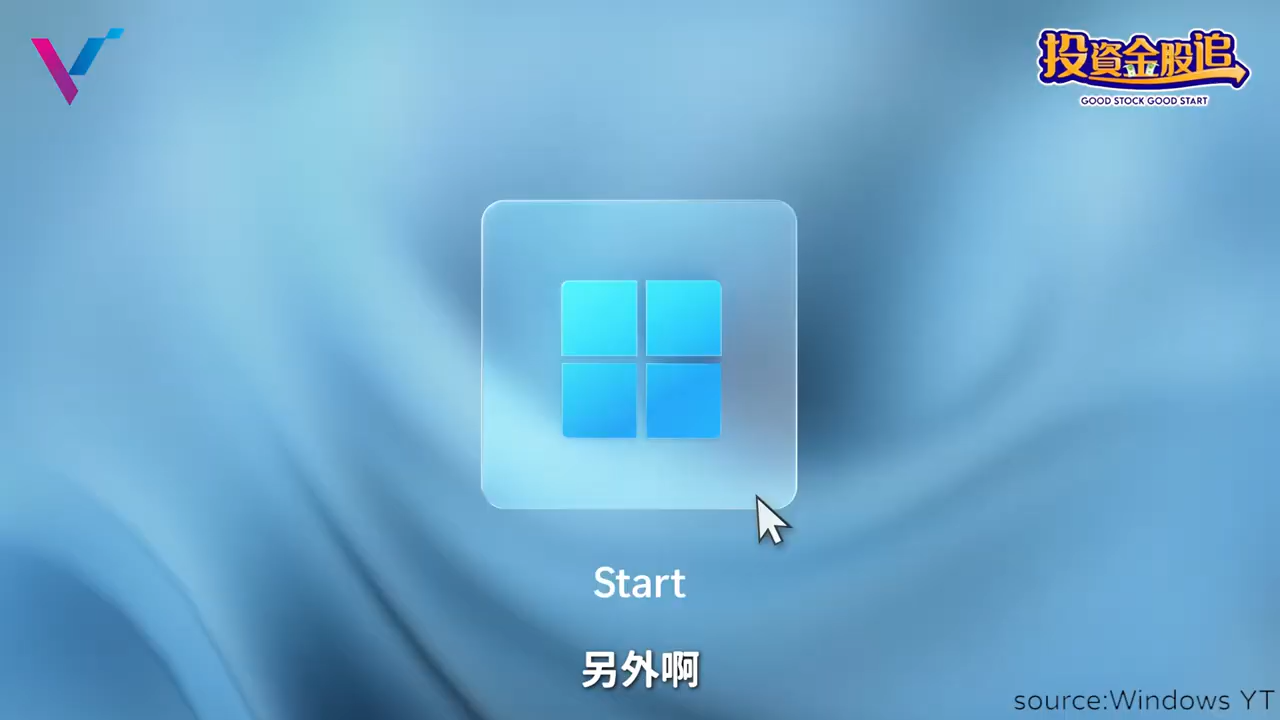 投資金股追
GOOD STOCK GOOD START
Start
另外啊
source:Windows YT